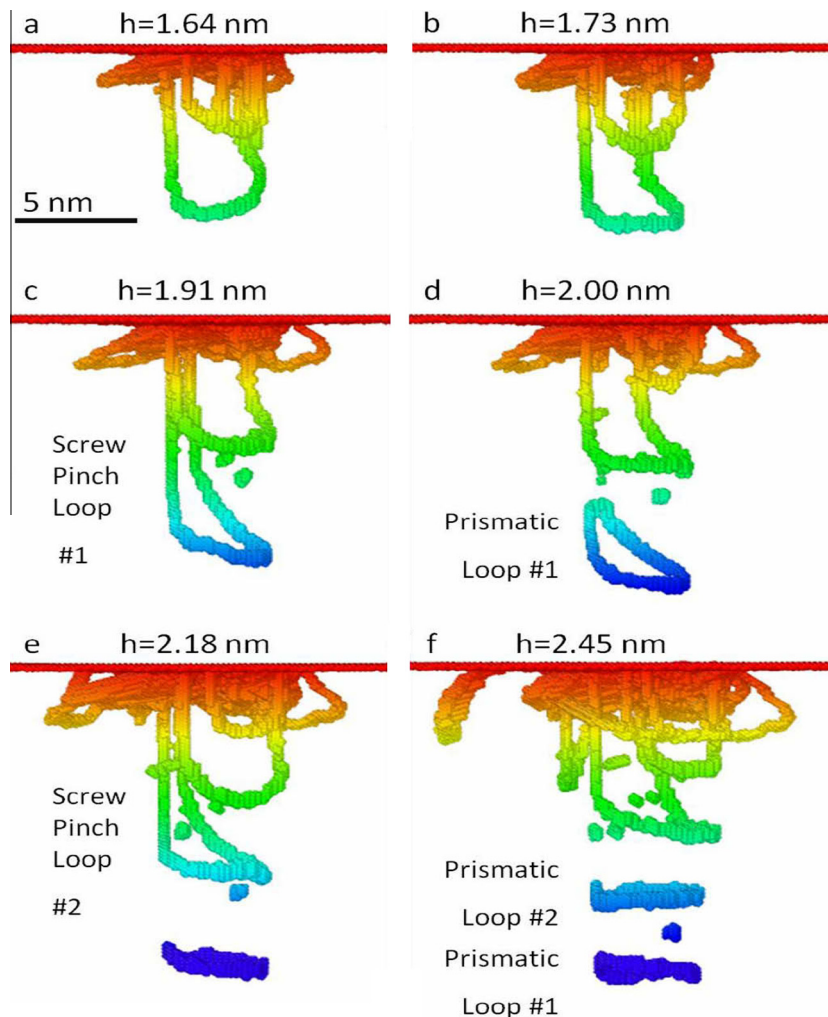 a h=1.64 nm
b h=1.73 nm
5 nm
c h=1.91 nm
d h=2.00 nm
Screw
Pinch
Loop
#1
Prismatic
Loop #1
e h=2.18 nm
f h=2.45 nm
Screw
Pinch
Loop
#2
Prismatic
Loop #2
Prismatic
Loop #1